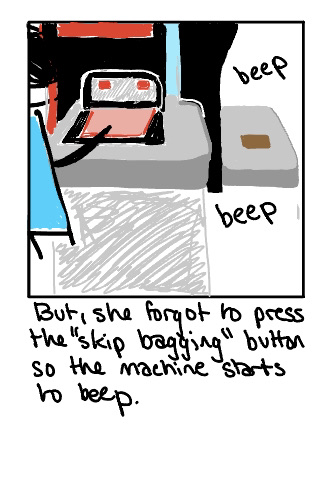 beep
beep
But, she forgot to press
the "skip bagging" button
so the machine starts
to beep.